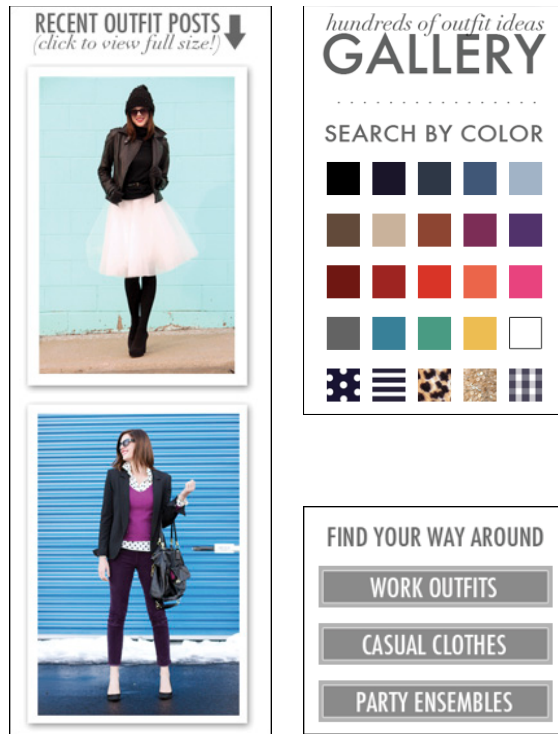 RECENT OUTFIT POSTS
(click to view full size!)
hundreds of outfit ideas
GALLERY
SEARCH BY COLOR
FIND YOUR WAY AROUND
WORK OUTFITS
CASUAL CLOTHES
PARTY ENSEMBLES